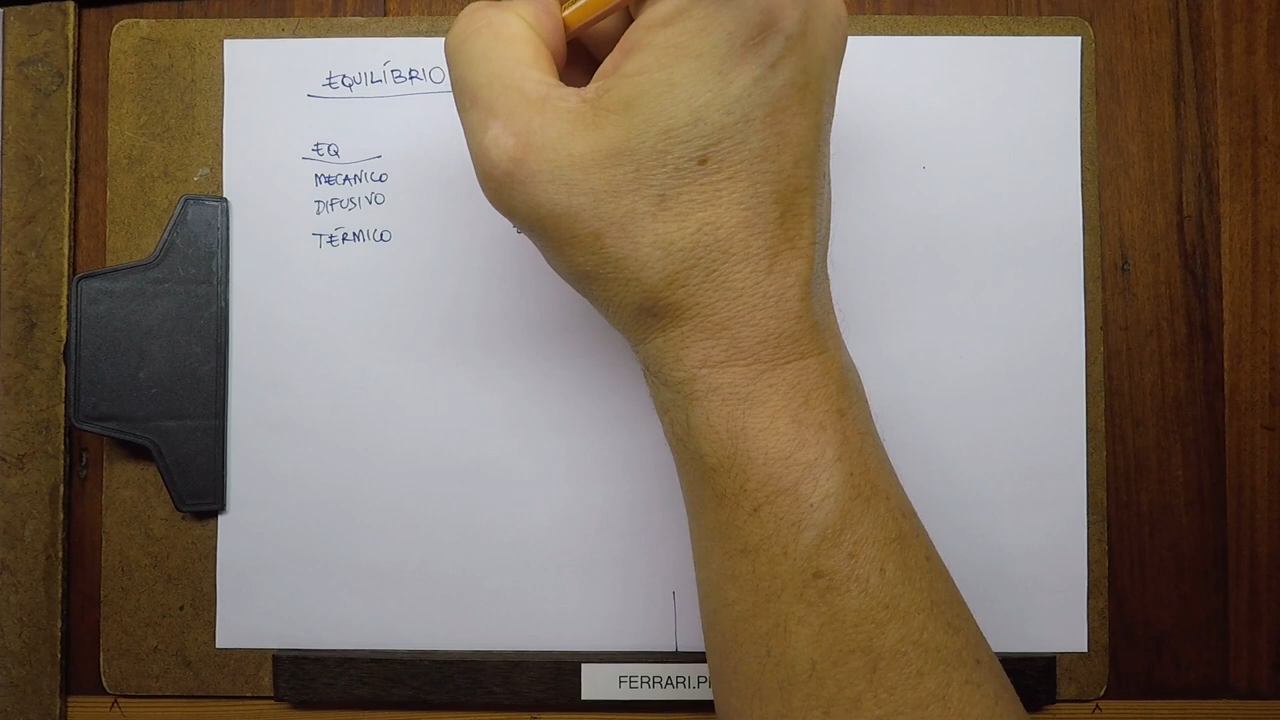 EQUILÍBRIO
EQ
MECANICO
DIFUSIVO
TÉRMICO
FERRARI.P